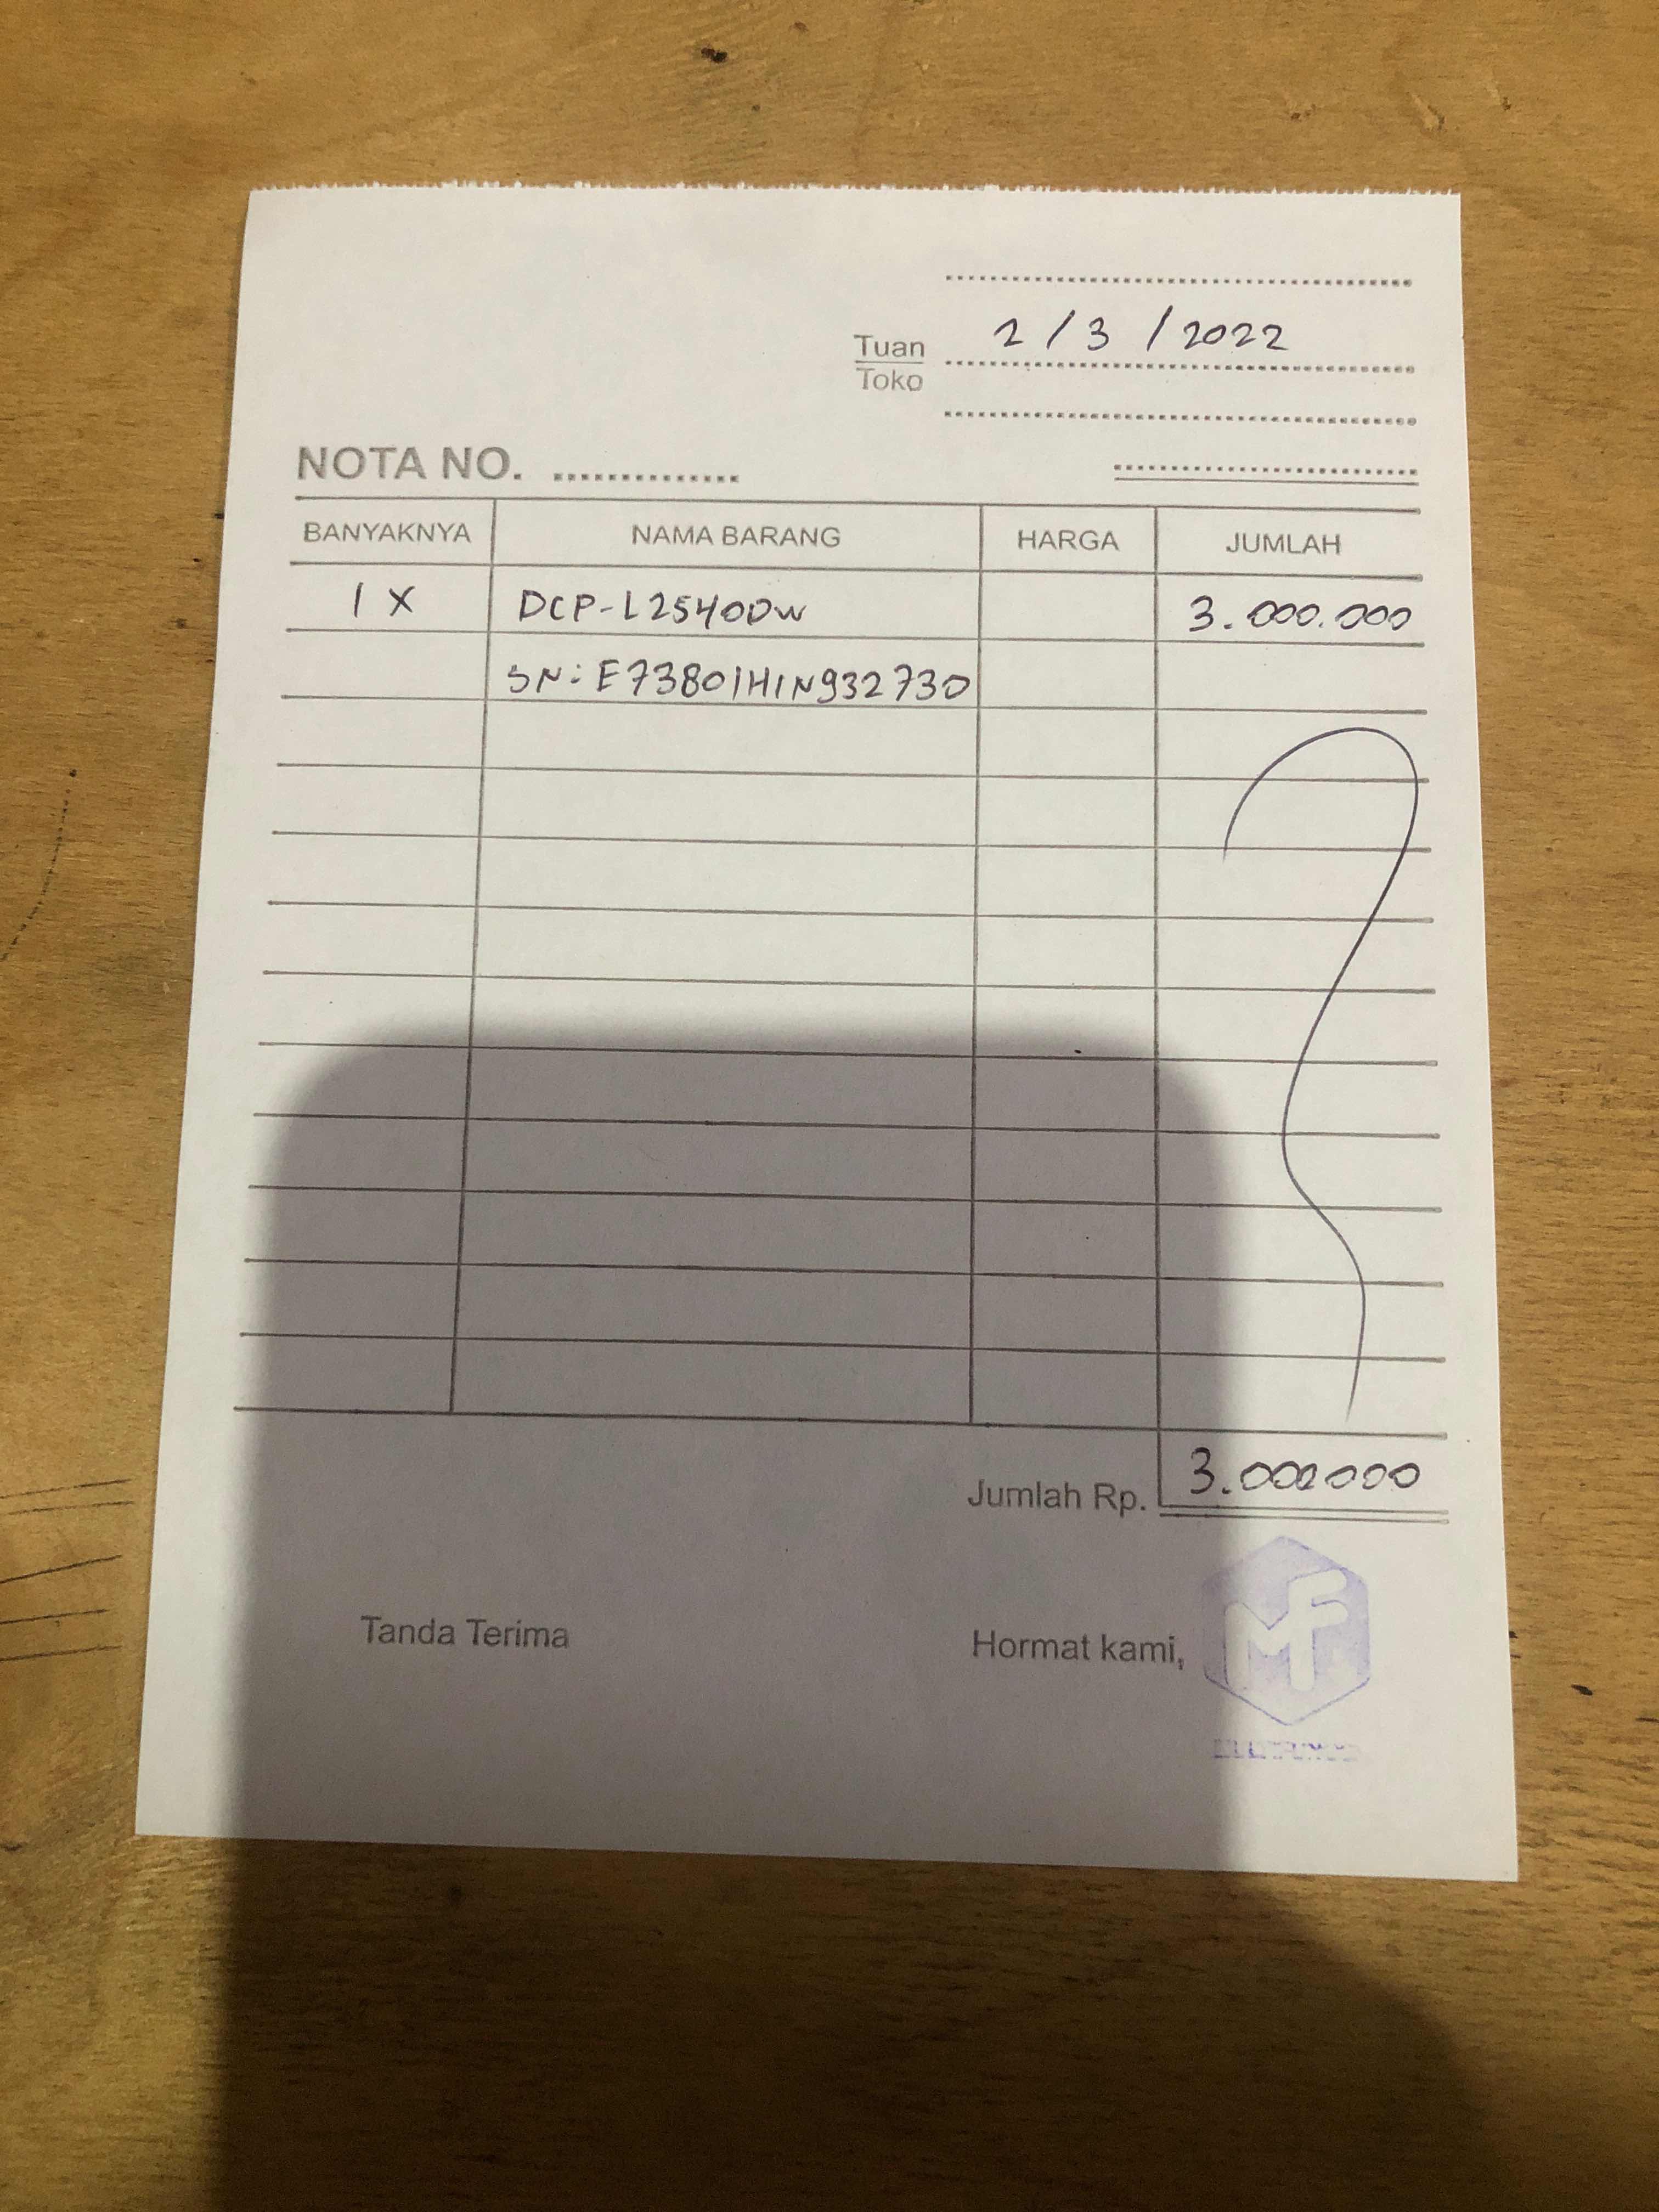 2 / 3 / 2022
Tuan
Toko
NOTA NO.
BANYAKNYA NAMA BARANG HARGA JUMLAH
1 X DCP-L2540DW 3.000.000
SN: E73801H1N932730
Jumlah Rp. 3.000000
Tanda Terima Hormat kami,
MF